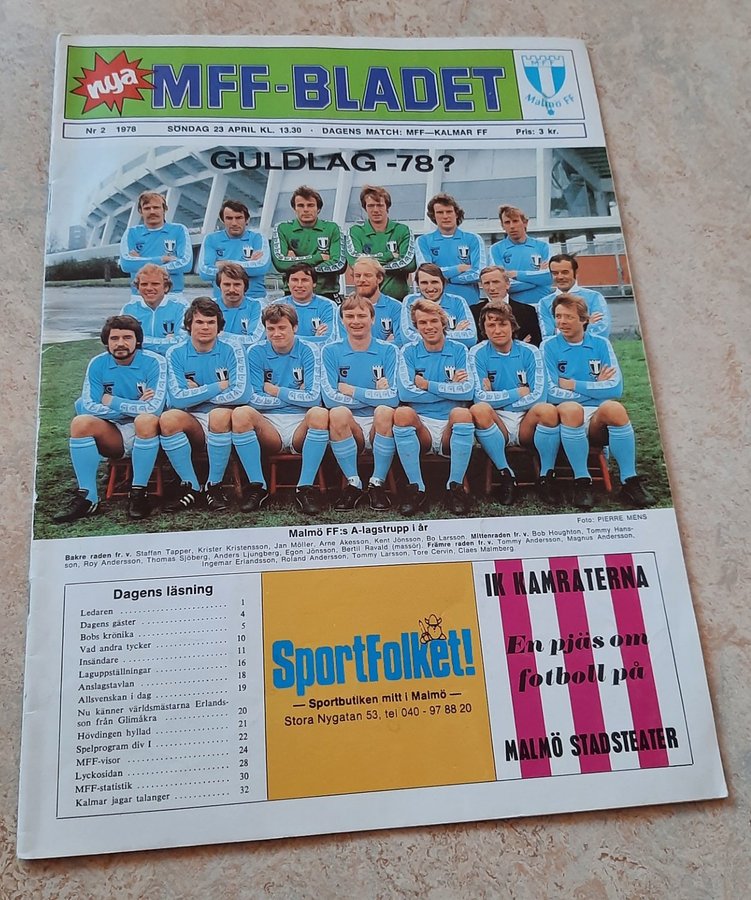 nya
MFF-BLADET
MFF
Malmö FF
Nr 2 1978 SÖNDAG 23 APRIL KL. 13.30 · DAGENS MATCH: MFF—KALMAR FF Pris: 3 kr.
GULDLAG -78?
Foto: PIERRE MENS
Malmö FF:s A-lagstrupp i år
Bakre raden fr. v. Staffan Tapper, Krister Kristensson, Jan Möller, Arne Åkesson, Kent Jönsson, Bo Larsson. Mittenraden fr. v. Bob Houghton, Tommy Hans-
son, Roy Andersson, Thomas Sjöberg, Anders Ljungberg, Egon Jönsson, Bertil Ravald (massör). Främre raden fr. v. Tommy Andersson, Magnus Andersson,
Ingemar Erlandsson, Roland Andersson, Tommy Larsson, Tore Cervin, Claes Malmberg.
Dagens läsning
Ledaren 1
Dagens gäster 4
Bobs krönika 5
Vad andra tycker 10
Insändare 11
Laguppställningar 16
Anslagstavlan 18
Allsvenskan i dag 19
Nu känner världsmästarna Erlands-
son från Glimåkra 20
Hövdingen hyllad 21
Spelprogram div I 22
MFF-visor 24
Lyckosidan 28
MFF-statistik 30
Kalmar jagar talanger 32
SportFolket!
— Sportbutiken mitt i Malmö —
Stora Nygatan 53, tel 040 - 97 88 20
IK KAMRATERNA
En pjäs om
fotboll på
MALMÖ STADSTEATER